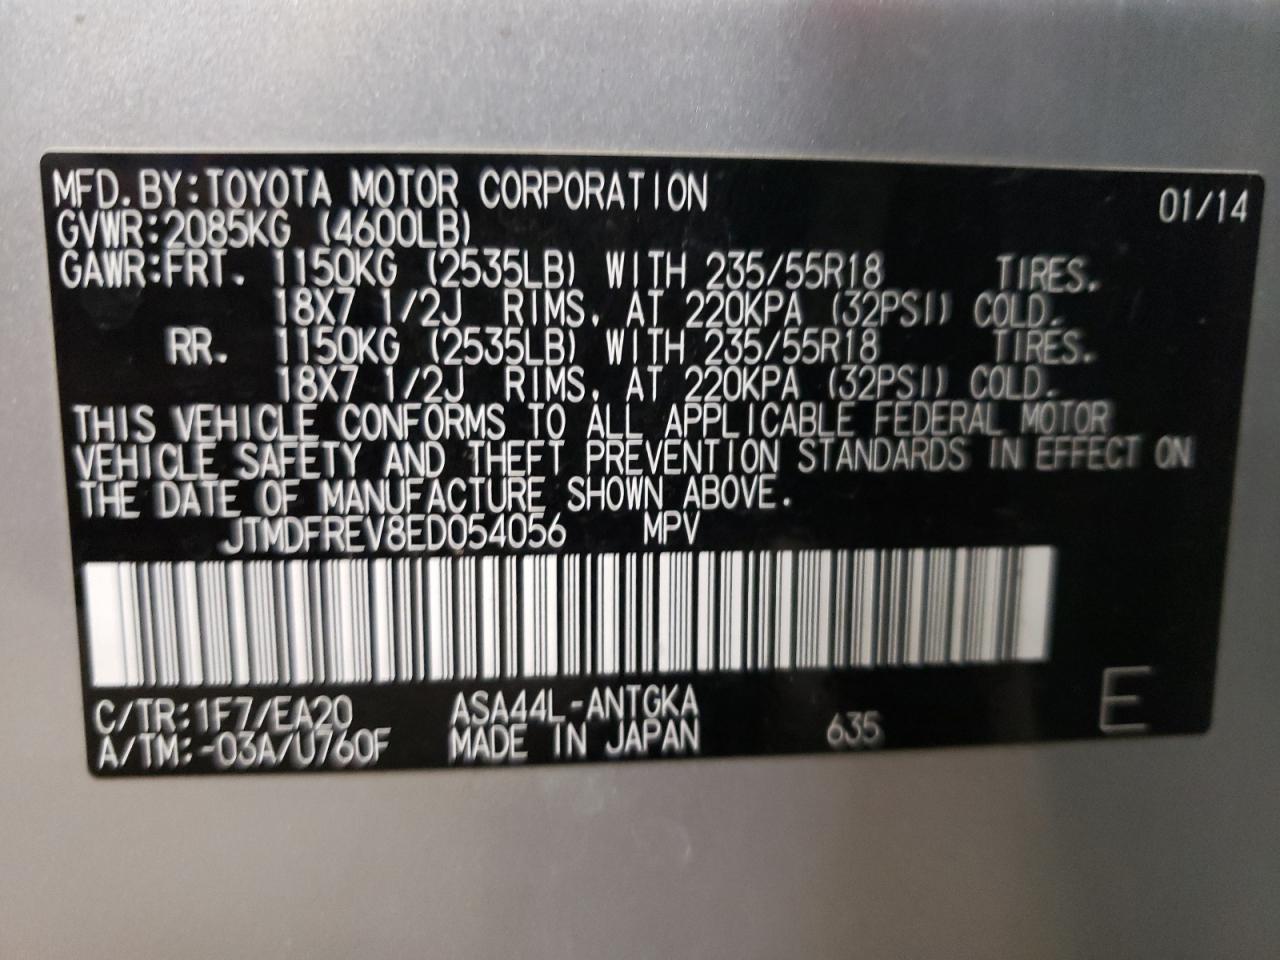 MFD.BY:TOYOTA MOTOR CORPORATION 01/14
GVWR:2085KG (4600LB)
GAWR:FRT. 1150KG (2535LB) WITH 235/55R18 TIRES.
18X7 1/2J RIMS, AT 220KPA (32PSI) COLD.
RR. 1150KG (2535LB) WITH 235/55R18 TIRES.
18X7 1/2J RIMS, AT 220KPA (32PSI) COLD.
THIS VEHICLE CONFORMS TO ALL APPLICABLE FEDERAL MOTOR
VEHICLE SAFETY AND THEFT PREVENTION STANDARDS IN EFFECT ON
THE DATE OF MANUFACTURE SHOWN ABOVE.
JTMDFREV8ED054056 MPV
C/TR:1F7/EA20 ASA44L-ANTGKA
A/TM:-03A/U760F MADE IN JAPAN 635 E